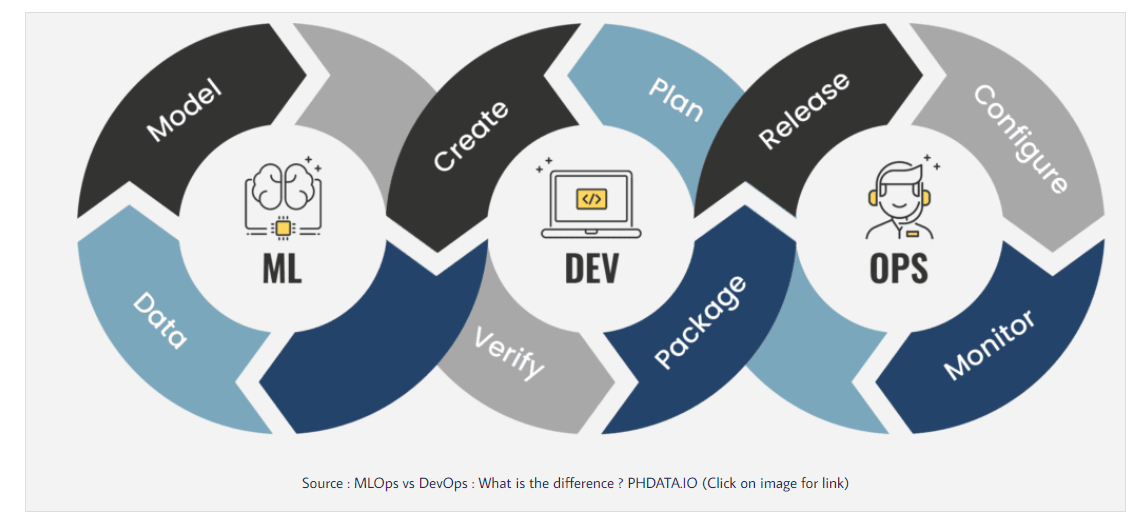 Model
Data
ML
Create
Plan
Verify
Package
</>
DEV
Release
Configure
Monitor
OPS
Source : MLOps vs DevOps : What is the difference ? PHDATA.IO (Click on image for link)